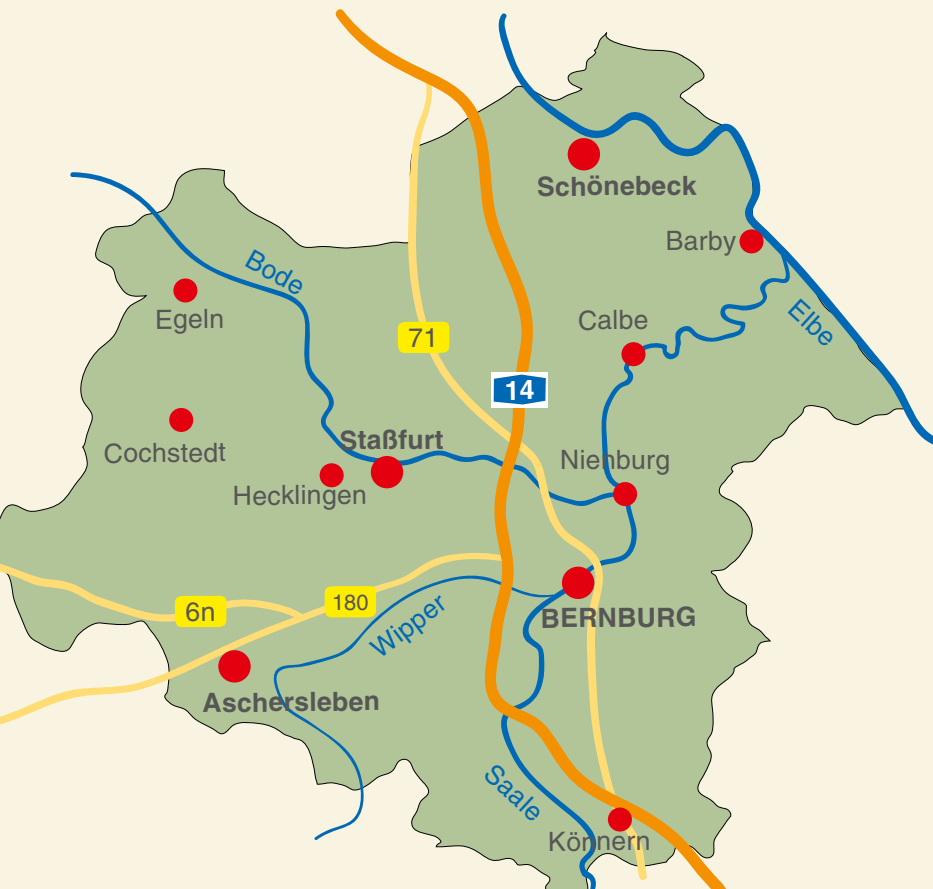 Schönebeck
Barby
Bode
Egeln
Elbe
Calbe
71
14
Cochstedt
Staßfurt
Nienburg
Hecklingen
6n
180
Wipper
BERNBURG
Aschersleben
Saale
Könnern